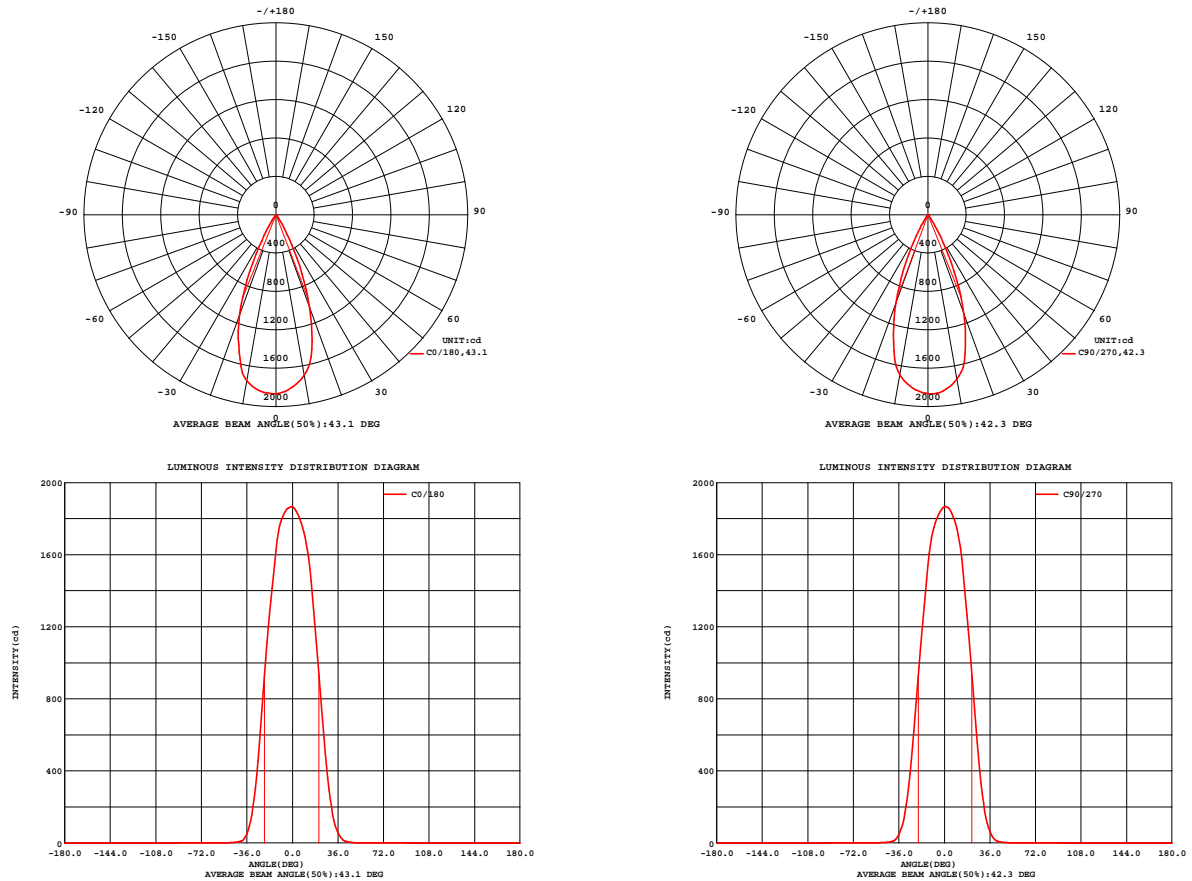 -/+180
-150
150
-120
120
-90
90
0
400
800
-60
1200
60
UNIT:cd
C0/180,43.1
1600
-30
30
2000
0
AVERAGE BEAM ANGLE(50%):43.1 DEG
-/+180
-150
150
-120
120
-90
90
0
400
800
-60
1200
60
UNIT:cd
C90/270,42.3
1600
-30
30
2000
0
AVERAGE BEAM ANGLE(50%):42.3 DEG
LUMINOUS INTENSITY DISTRIBUTION DIAGRAM
2000
C0/180
1600
1200
INTENSITY(cd)
800
400
0
-180.0 -144.0 -108.0 -72.0 -36.0 0.0 36.0 72.0 108.0 144.0 180.0
ANGLE(DEG)
AVERAGE BEAM ANGLE(50%):43.1 DEG
LUMINOUS INTENSITY DISTRIBUTION DIAGRAM
2000
C90/270
1600
1200
INTENSITY(cd)
800
400
0
-180.0 -144.0 -108.0 -72.0 -36.0 0.0 36.0 72.0 108.0 144.0 180.0
ANGLE(DEG)
AVERAGE BEAM ANGLE(50%):42.3 DEG